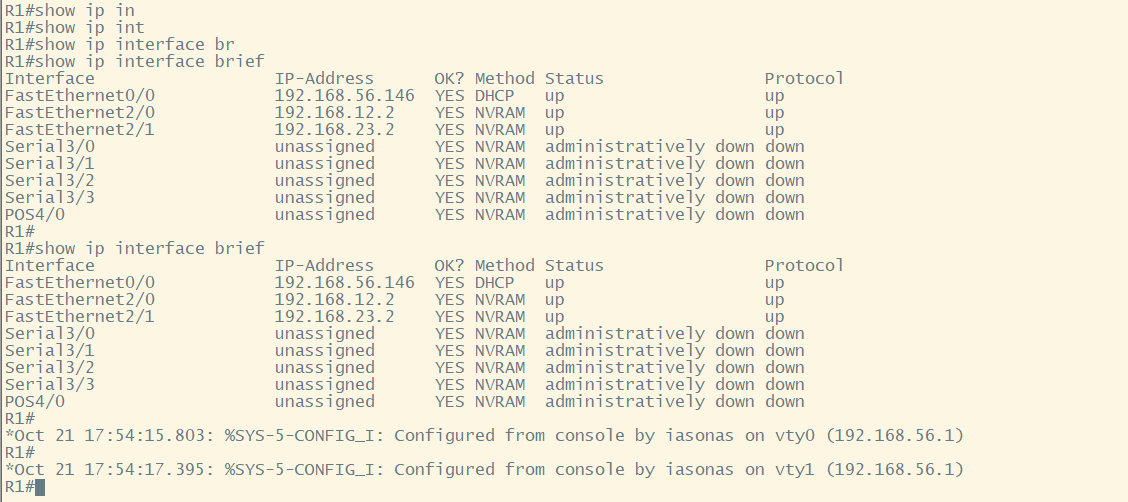 R1#show ip in
R1#show ip int
R1#show ip interface br
R1#show ip interface brief
Interface                  IP-Address      OK? Method Status                Protocol
FastEthernet0/0            192.168.56.146  YES DHCP   up                    up
FastEthernet2/0            192.168.12.2    YES NVRAM  up                    up
FastEthernet2/1            192.168.23.2    YES NVRAM  up                    up
Serial3/0                  unassigned      YES NVRAM  administratively down down
Serial3/1                  unassigned      YES NVRAM  administratively down down
Serial3/2                  unassigned      YES NVRAM  administratively down down
Serial3/3                  unassigned      YES NVRAM  administratively down down
POS4/0                     unassigned      YES NVRAM  administratively down down
R1#
R1#show ip interface brief
Interface                  IP-Address      OK? Method Status                Protocol
FastEthernet0/0            192.168.56.146  YES DHCP   up                    up
FastEthernet2/0            192.168.12.2    YES NVRAM  up                    up
FastEthernet2/1            192.168.23.2    YES NVRAM  up                    up
Serial3/0                  unassigned      YES NVRAM  administratively down down
Serial3/1                  unassigned      YES NVRAM  administratively down down
Serial3/2                  unassigned      YES NVRAM  administratively down down
Serial3/3                  unassigned      YES NVRAM  administratively down down
POS4/0                     unassigned      YES NVRAM  administratively down down
R1#
*Oct 21 17:54:15.803: %SYS-5-CONFIG_I: Configured from console by iasonas on vty0 (192.168.56.1)
R1#
*Oct 21 17:54:17.395: %SYS-5-CONFIG_I: Configured from console by iasonas on vty1 (192.168.56.1)
R1#